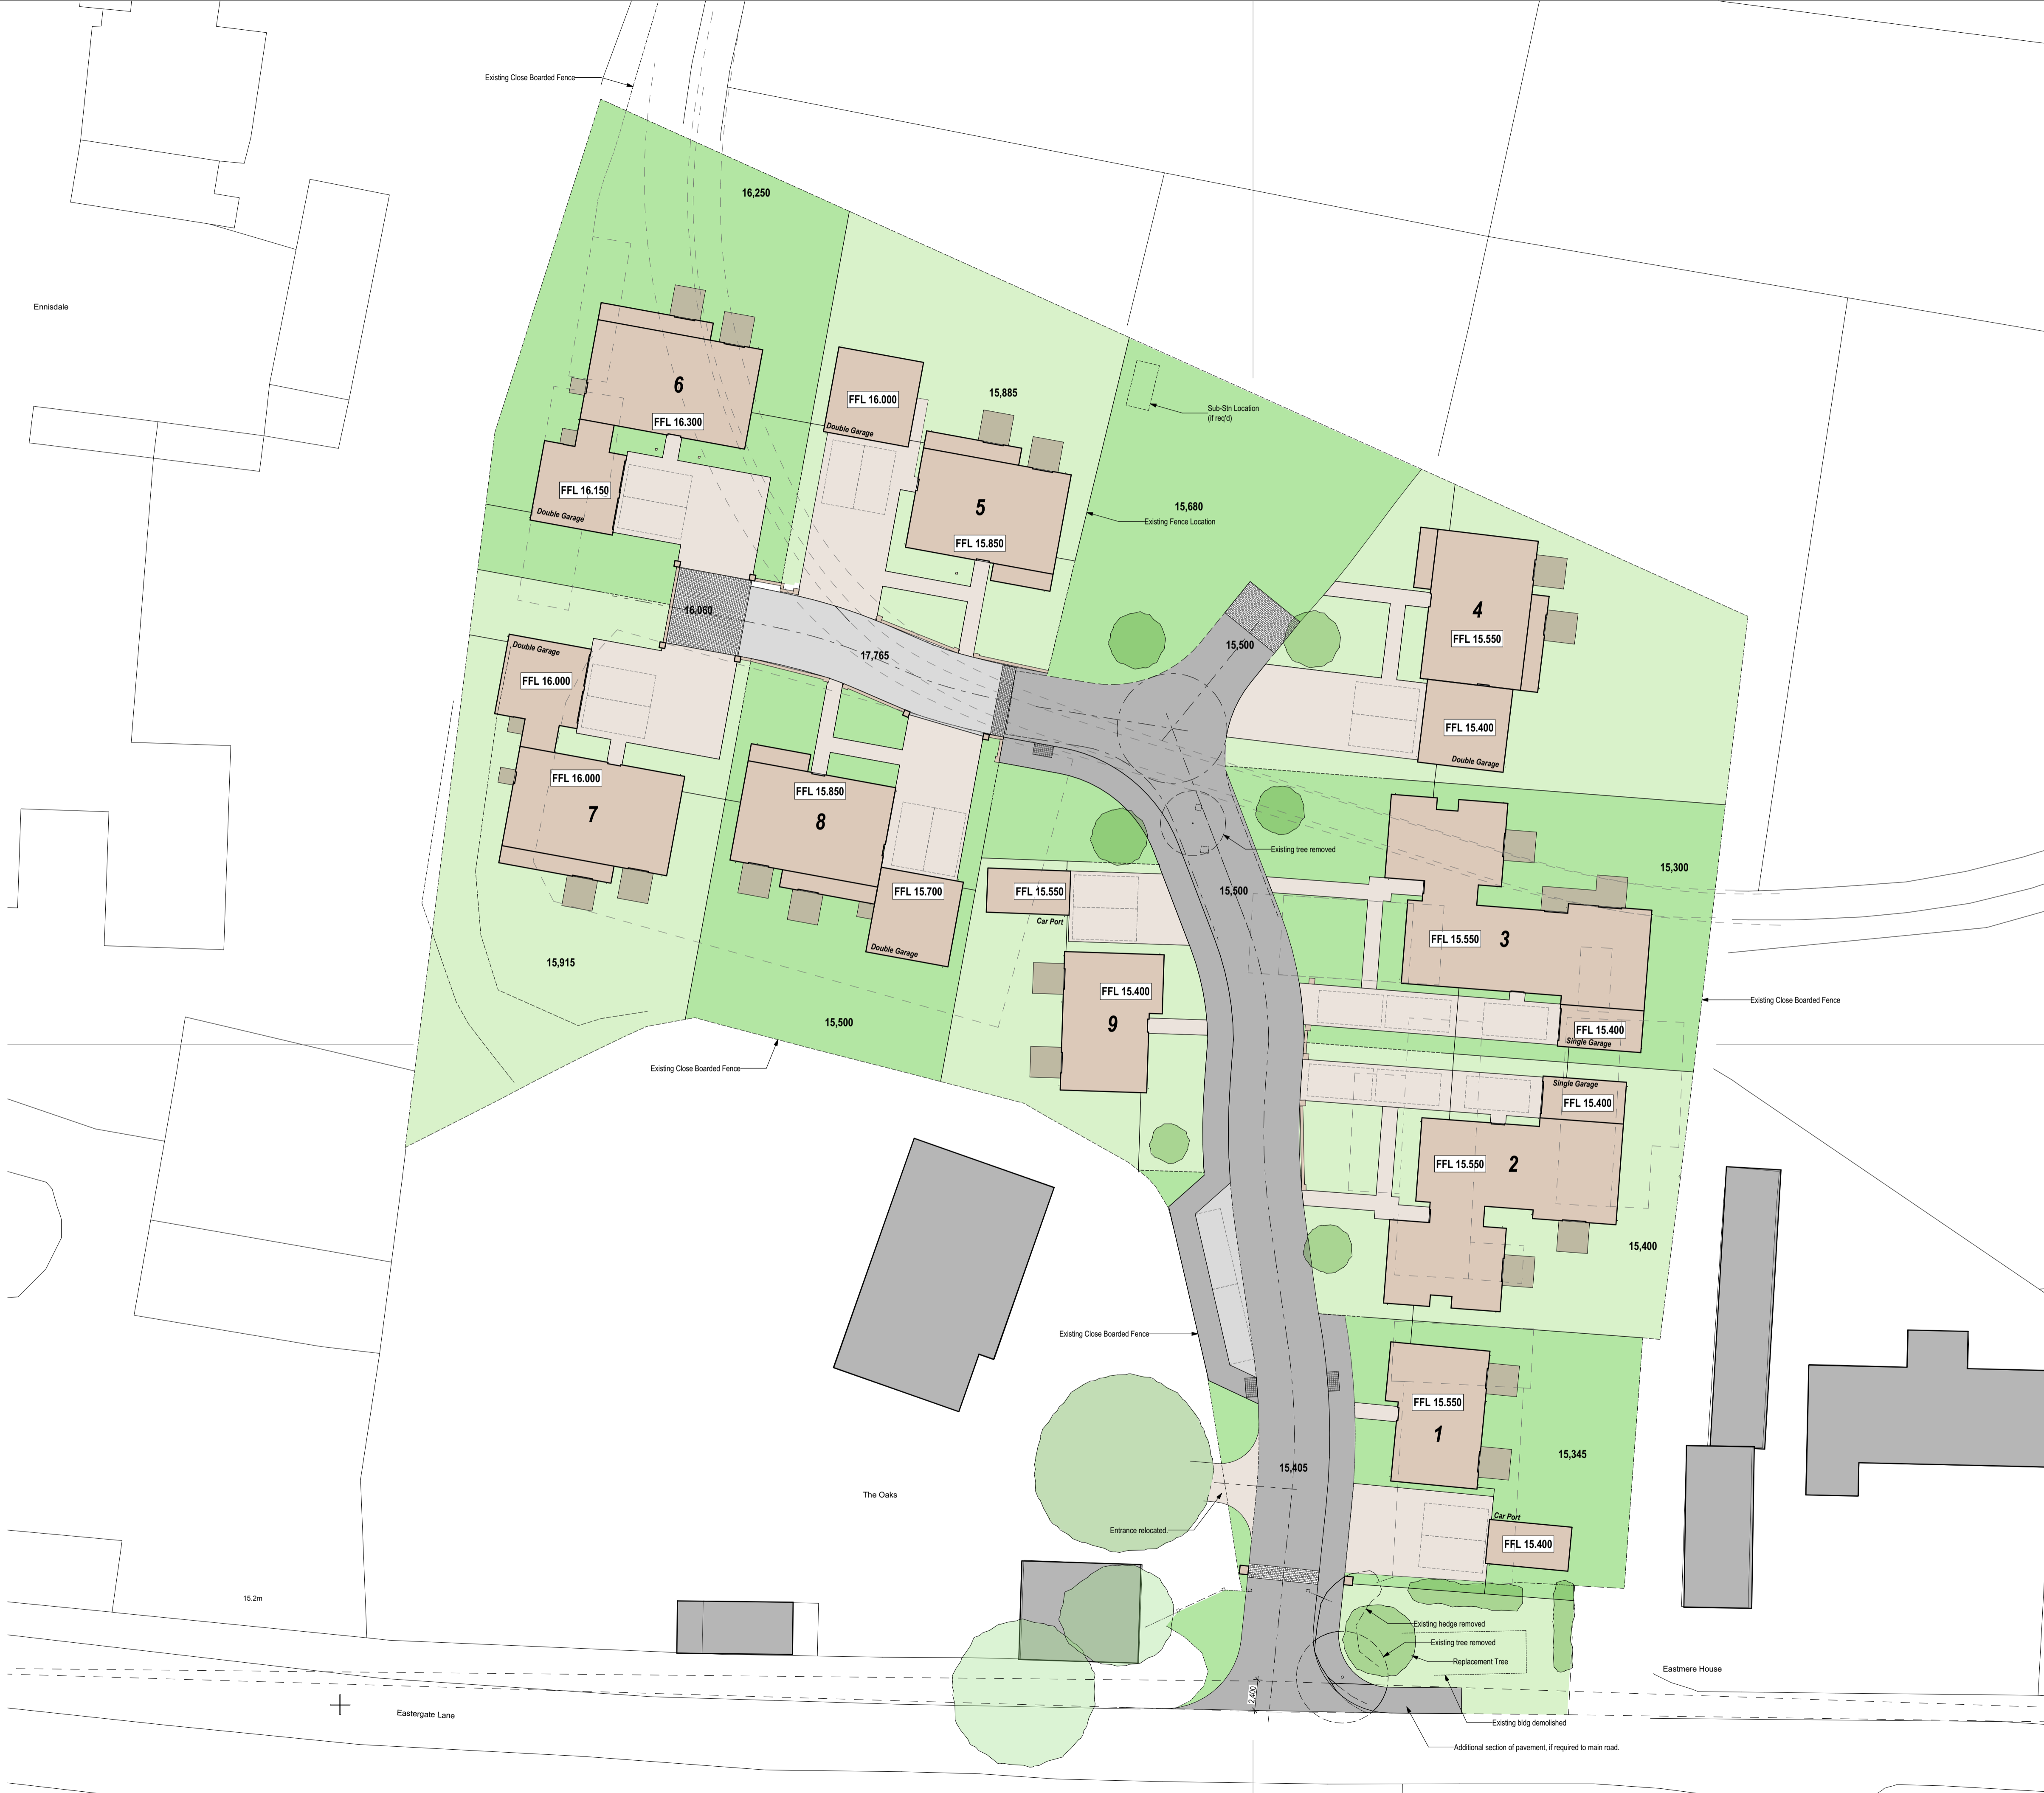 Existing Close Boarded Fence
16,250
Ennisdale
6
FFL 16.300
FFL 16.150
Double Garage
FFL 16.000
Double Garage
15,885
5
FFL 15.850
Sub-Stn Location
(if req'd)
15,680
Existing Fence Location
4
FFL 15.550
FFL 15.400
Double Garage
16,060
17,765
15,500
Double Garage
FFL 16.000
FFL 16.000
7
FFL 15.850
8
FFL 15.700
Double Garage
15,915
15,500
Existing Close Boarded Fence
Existing tree removed
15,500
FFL 15.550
Car Port
FFL 15.400
9
15,300
FFL 15.550
3
Existing Close Boarded Fence
FFL 15.400
Single Garage
Single Garage
FFL 15.400
FFL 15.550
2
15,400
Existing Close Boarded Fence
FFL 15.550
1
15,345
15,405
The Oaks
Entrance relocated.
Car Port
FFL 15.400
15.2m
Existing hedge removed
Existing tree removed
Replacement Tree
Eastmere House
2,400
Eastergate Lane
Existing bldg demolished
Additional section of pavement, if required to main road.